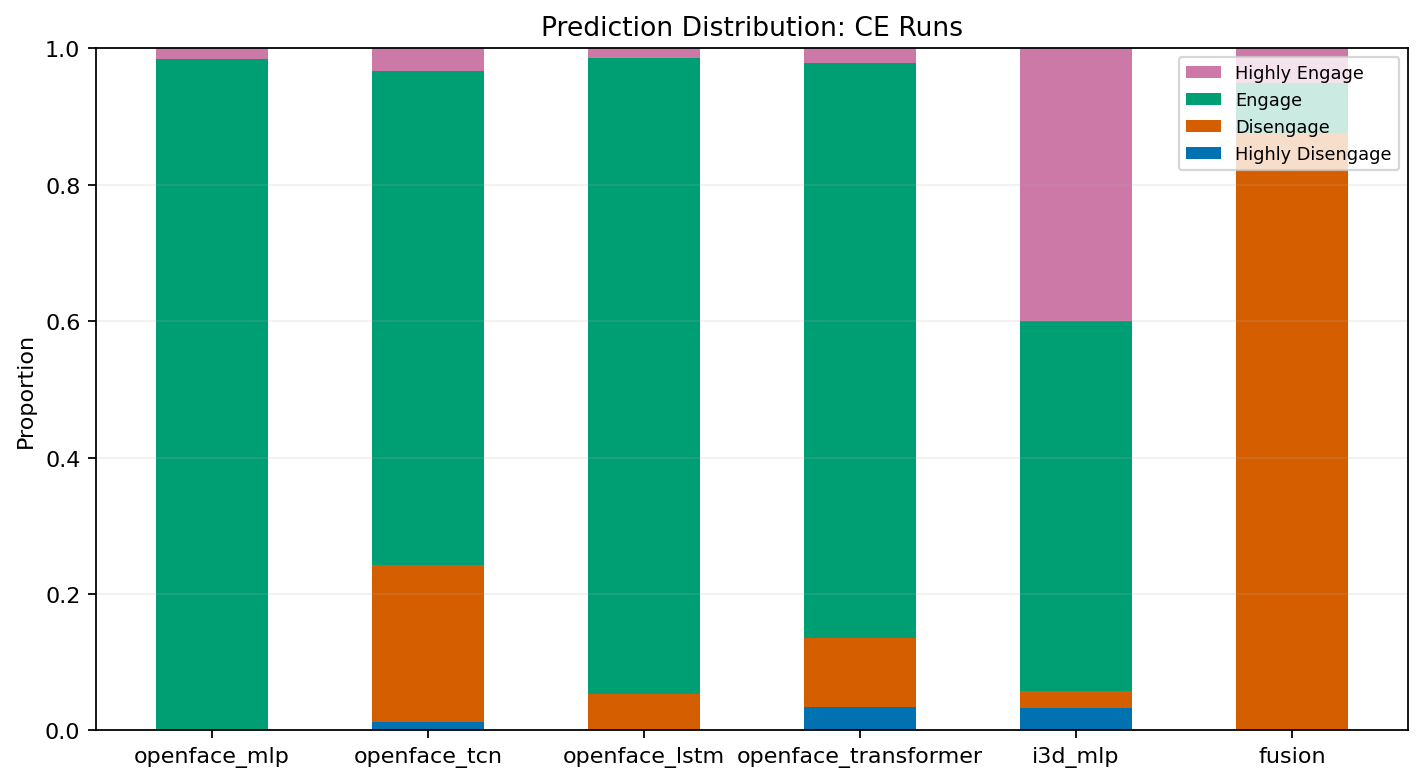 Prediction Distribution: CE Runs
Proportion
1.0
0.8
0.6
0.4
0.2
0.0
Highly Engage
Engage
Disengage
Highly Disengage
openface_mlp openface_tcn openface_lstm openface_transformer i3d_mlp fusion